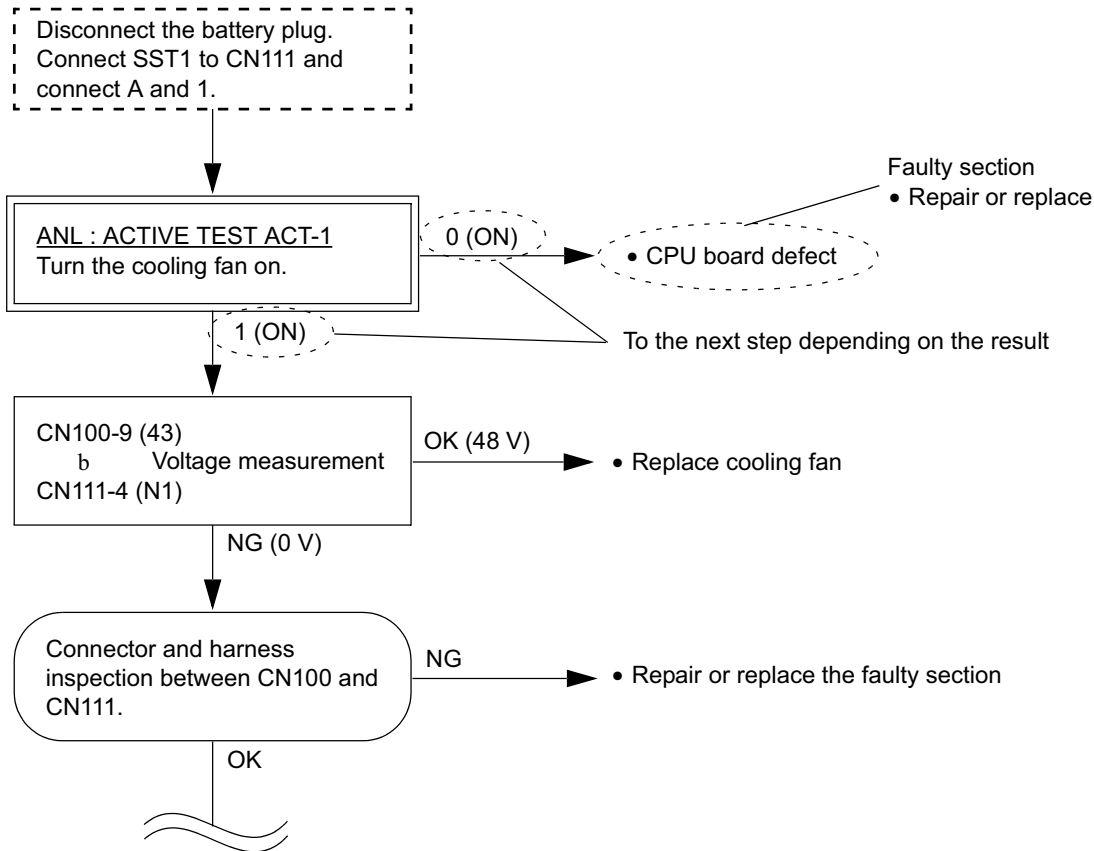 Disconnect the battery plug.
Connect SST1 to CN111 and
connect A and 1.
Faulty section
• Repair or replace
ANL : ACTIVE TEST ACT-1
Turn the cooling fan on.
0 (ON)
• CPU board defect
1 (ON)
To the next step depending on the result
CN100-9 (43)
b Voltage measurement
CN111-4 (N1)
OK (48 V)
• Replace cooling fan
NG (0 V)
Connector and harness
inspection between CN100 and
CN111.
NG
• Repair or replace the faulty section
OK